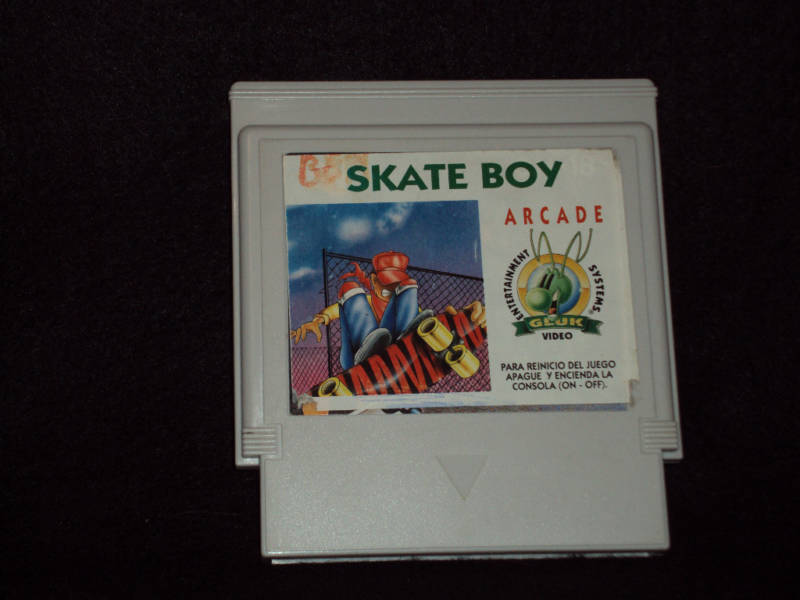 SKATE BOY
ARCADE
ENTERTAINMENT SYSTEMS®
GLUK
VIDEO
PARA REINICIO DEL JUEGO
APAGUE Y ENCIENDA LA
CONSOLA (ON - OFF).